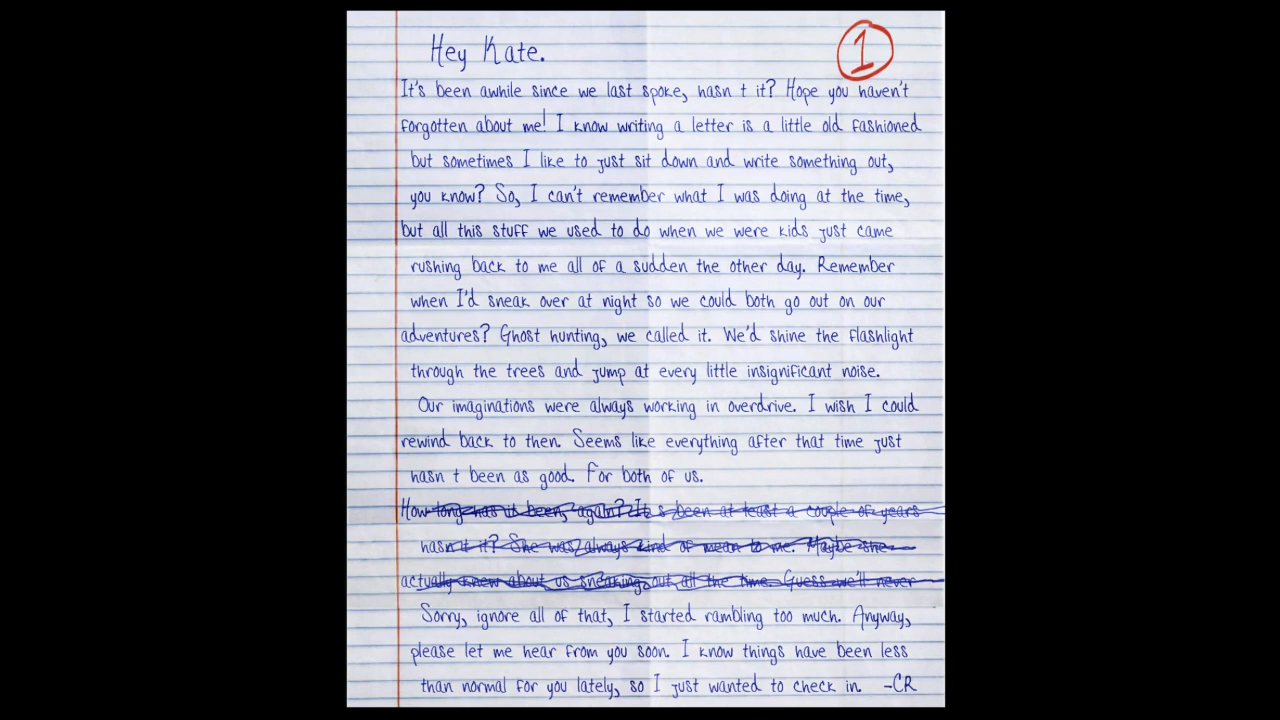 Hey Kate.
1
It's been awhile since we last spoke, hasn t it? Hope you haven't
forgotten about me! I know writing a letter is a little old fashioned
but sometimes I like to just sit down and write something out,
you know? So, I can't remember what I was doing at the time,
but all this stuff we used to do when we were kids just came
rushing back to me all of a sudden the other day. Remember
when I'd sneak over at night so we could both go out on our
adventures? Ghost hunting, we called it. We'd shine the flashlight
through the trees and jump at every little insignificant noise.
Our imaginations were always working in overdrive. I wish I could
rewind back to then. Seems like everything after that time just
hasn t been as good. For both of us.
How long has it been, again? It s been at least a couple of years
hasn t it? She was always kind of mean to me. Maybe she
actually knew about us sneaking out all the time. Guess we'll never
Sorry, ignore all of that, I started rambling too much. Anyway,
please let me hear from you soon. I know things have been less
than normal for you lately, so I just wanted to check in. -CR